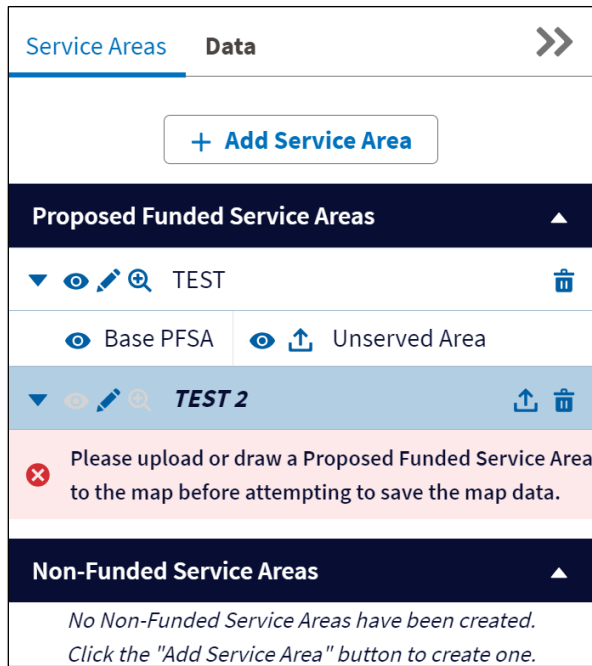 Service Areas Data
+ Add Service Area
Proposed Funded Service Areas
TEST
Base PFSA Unserved Area
TEST 2
Please upload or draw a Proposed Funded Service Area
to the map before attempting to save the map data.
Non-Funded Service Areas
No Non-Funded Service Areas have been created.
Click the "Add Service Area" button to create one.